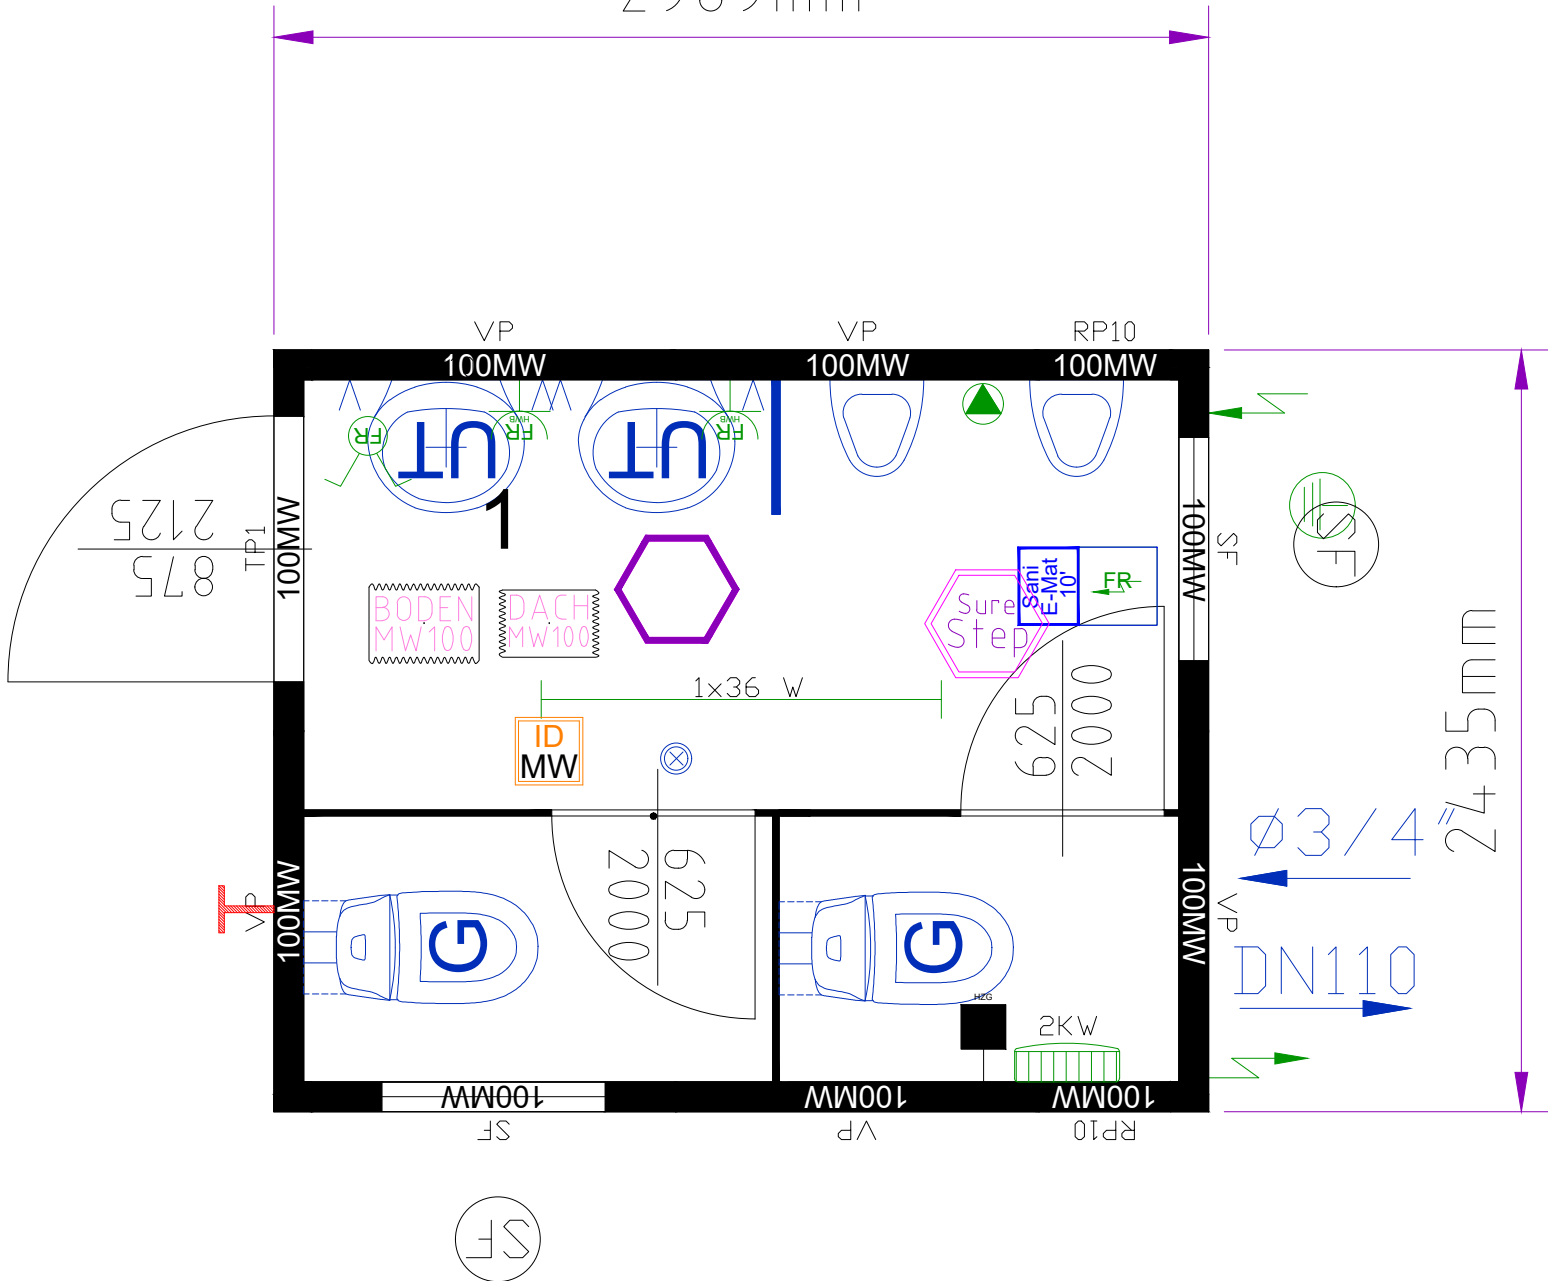 VP
VP
RP10
100MW
100MW
100MW
FR
FR
HWB
FR
HWB
UT
UT
1
2125
875
TP1
100MW
100MW
SF
SF
BODEN
MW100
DACH
MW100
Sure
Step
Sani
E-Mat
10'
FR
1x36 W
ID
MW
625
2000
625
2000
2435mm
Ø3/4"
DN110
VP
100MW
100MW
VP
G
G
HZG
2KW
100MW
100MW
100MW
SF
VP
RP10
SF